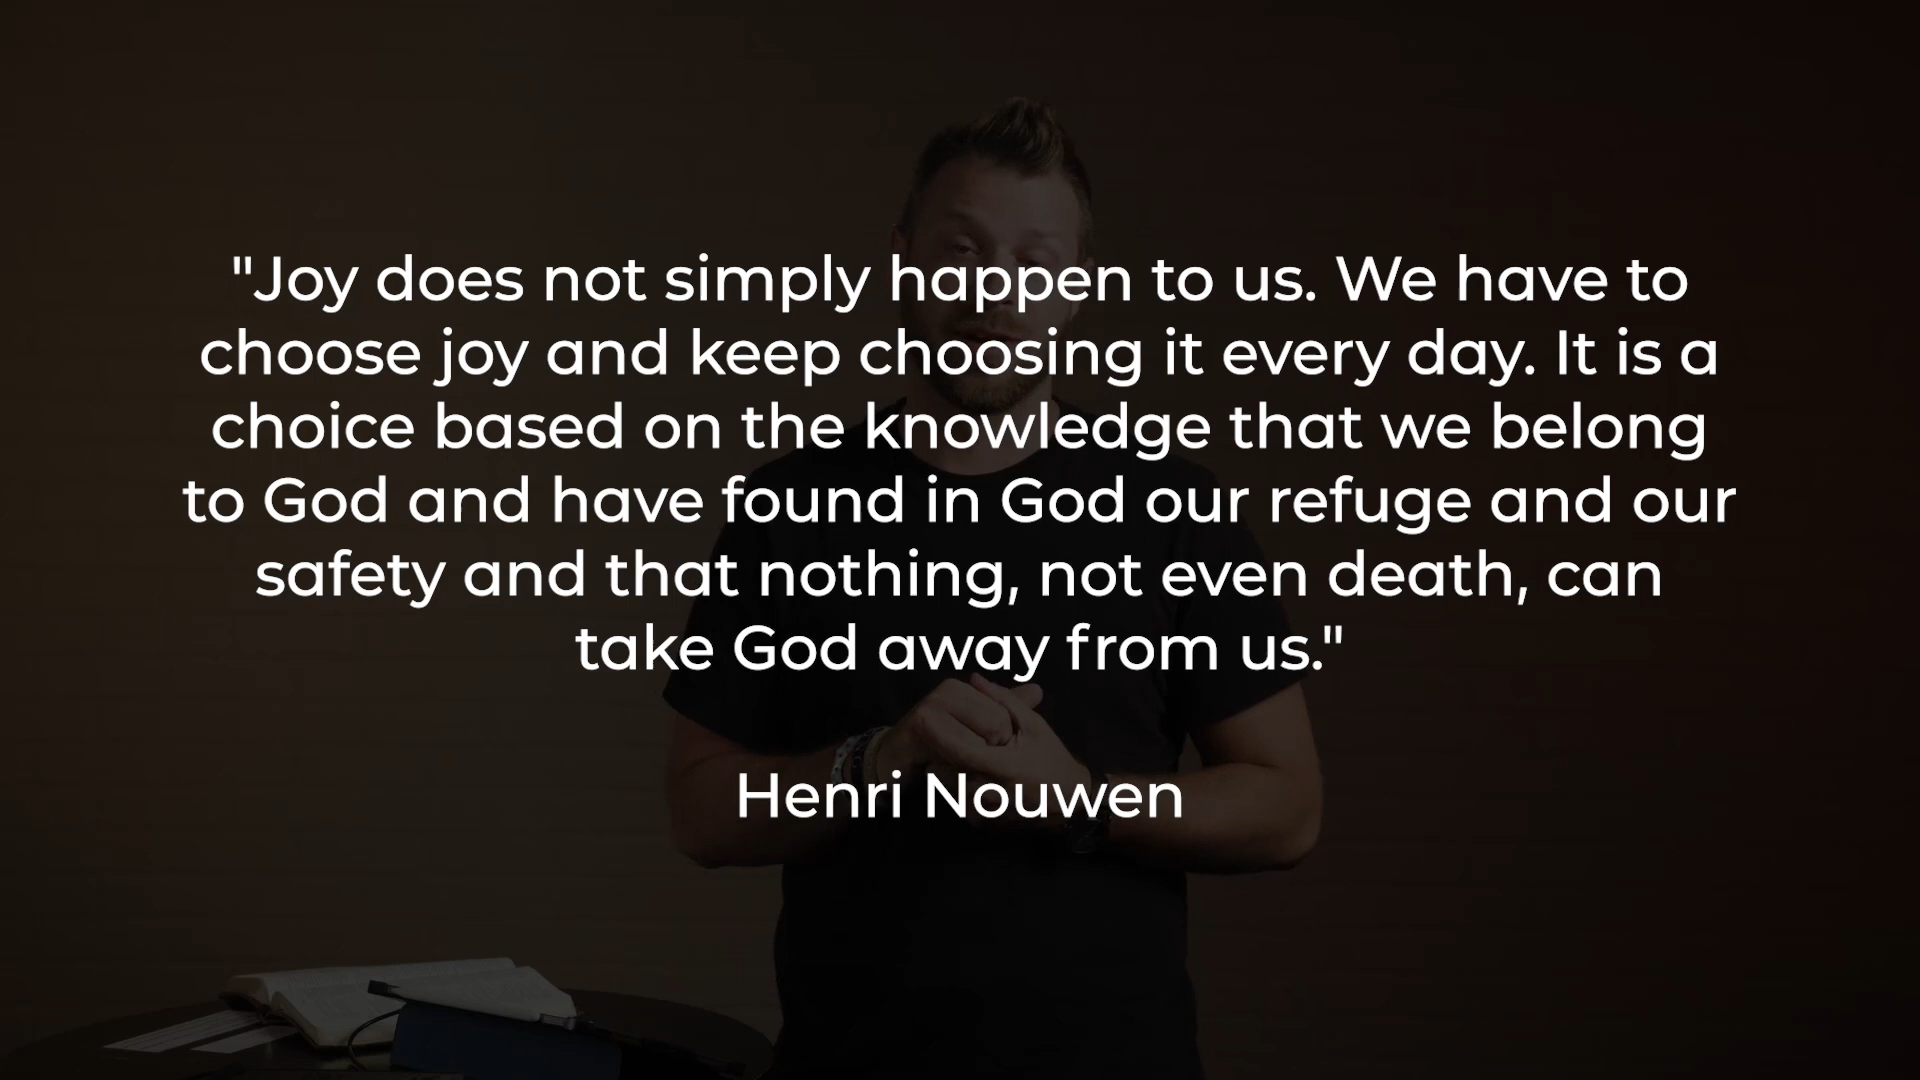 "Joy does not simply happen to us. We have to
choose joy and keep choosing it every day. It is a
choice based on the knowledge that we belong
to God and have found in God our refuge and our
safety and that nothing, not even death, can
take God away from us."
Henri Nouwen